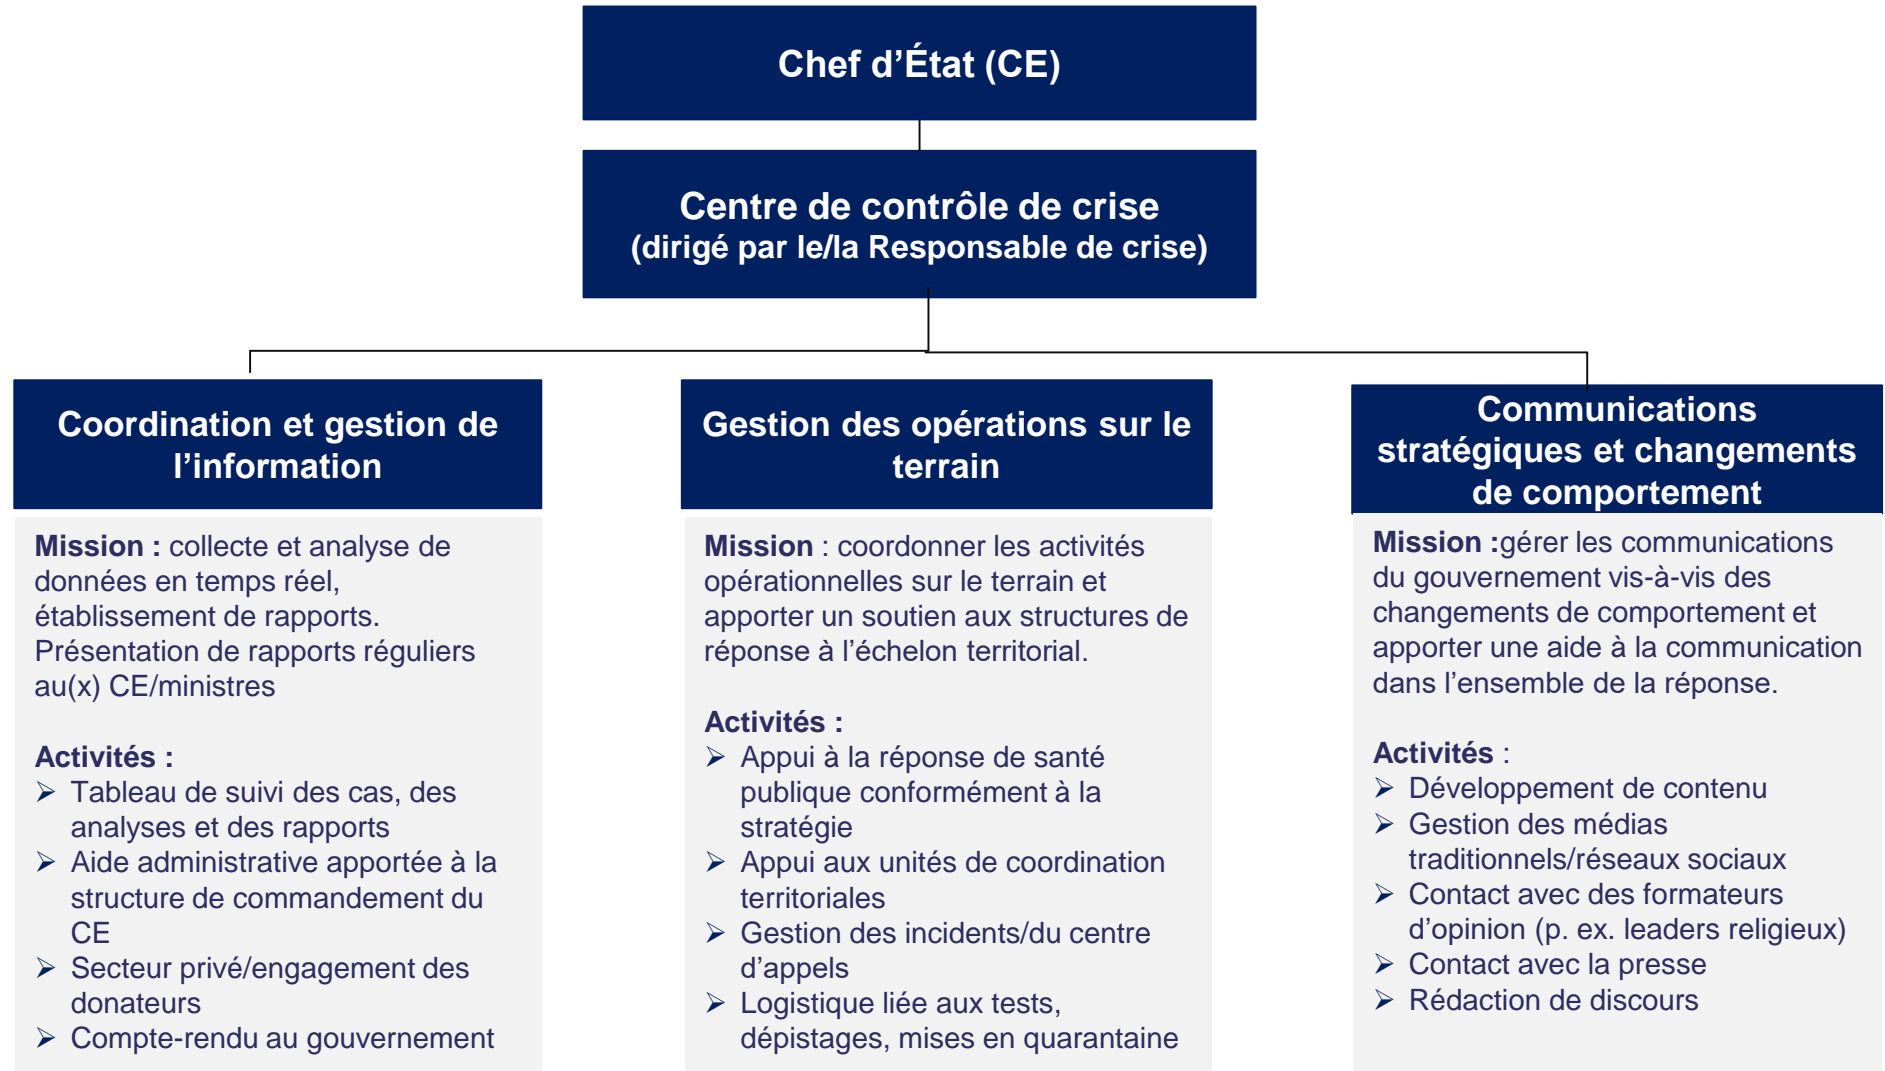 Chef d’État (CE)
Centre de contrôle de crise
(dirigé par le/la Responsable de crise)
Coordination et gestion de
l’information
Mission : collecte et analyse de
données en temps réel,
établissement de rapports.
Présentation de rapports réguliers
au(x) CE/ministres
Activités :
➢ Tableau de suivi des cas, des
analyses et des rapports
➢ Aide administrative apportée à la
structure de commandement du
CE
➢ Secteur privé/engagement des
donateurs
➢ Compte-rendu au gouvernement
Gestion des opérations sur le
terrain
Mission : coordonner les activités
opérationnelles sur le terrain et
apporter un soutien aux structures de
réponse à l’échelon territorial.
Activités :
➢ Appui à la réponse de santé
publique conformément à la
stratégie
➢ Appui aux unités de coordination
territoriales
➢ Gestion des incidents/du centre
d’appels
➢ Logistique liée aux tests,
dépistages, mises en quarantaine
Communications
stratégiques et changements
de comportement
Mission :gérer les communications
du gouvernement vis-à-vis des
changements de comportement et
apporter une aide à la communication
dans l’ensemble de la réponse.
Activités :
➢ Développement de contenu
➢ Gestion des médias
traditionnels/réseaux sociaux
➢ Contact avec des formateurs
d’opinion (p. ex. leaders religieux)
➢ Contact avec la presse
➢ Rédaction de discours